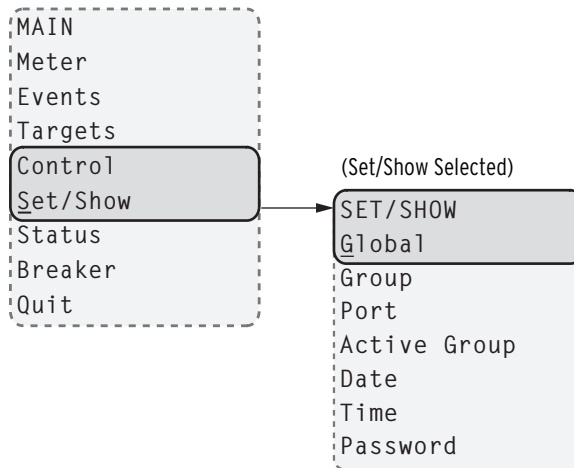 MAIN
Meter
Events
Targets
Control
Set/Show
Status
Breaker
Quit
(Set/Show Selected)
SET/SHOW
Global
Group
Port
Active Group
Date
Time
Password